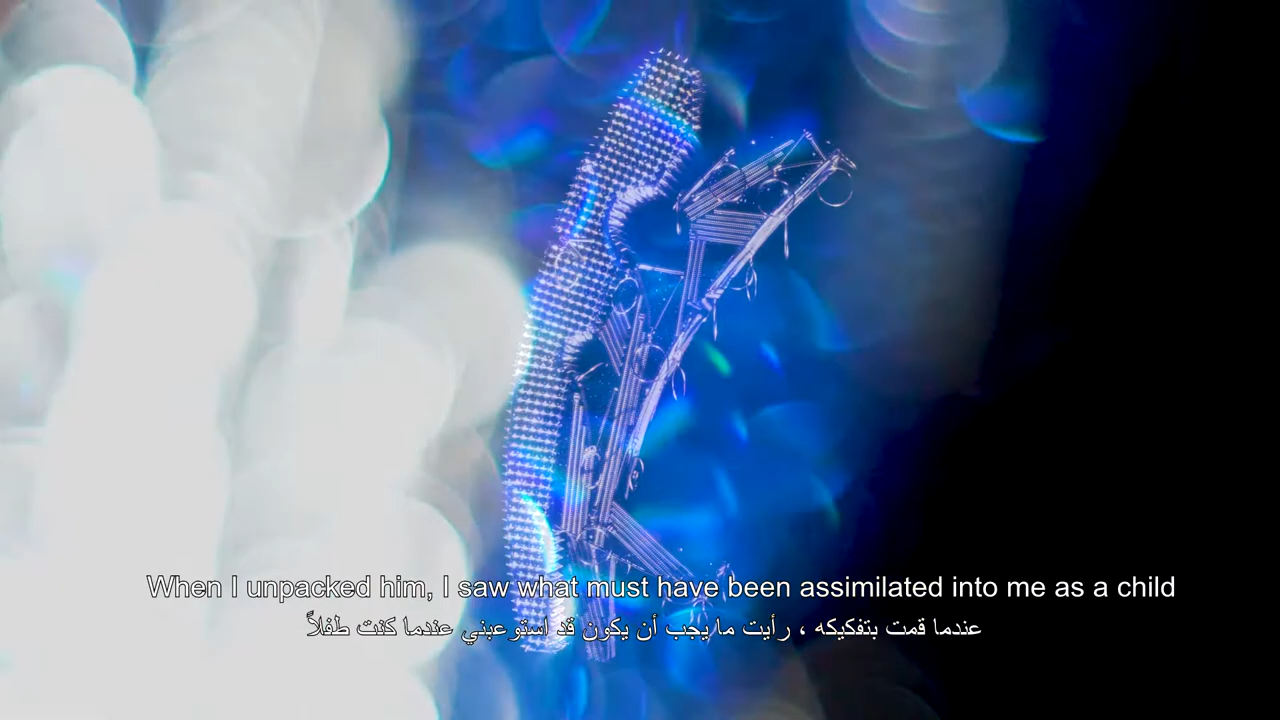 When I unpacked him, I saw what must have been assimilated into me as a child
عندما قمت بتفكيكه ، رأيت ما يجب أن يكون قد استوعبني عندما كنت طفلاً